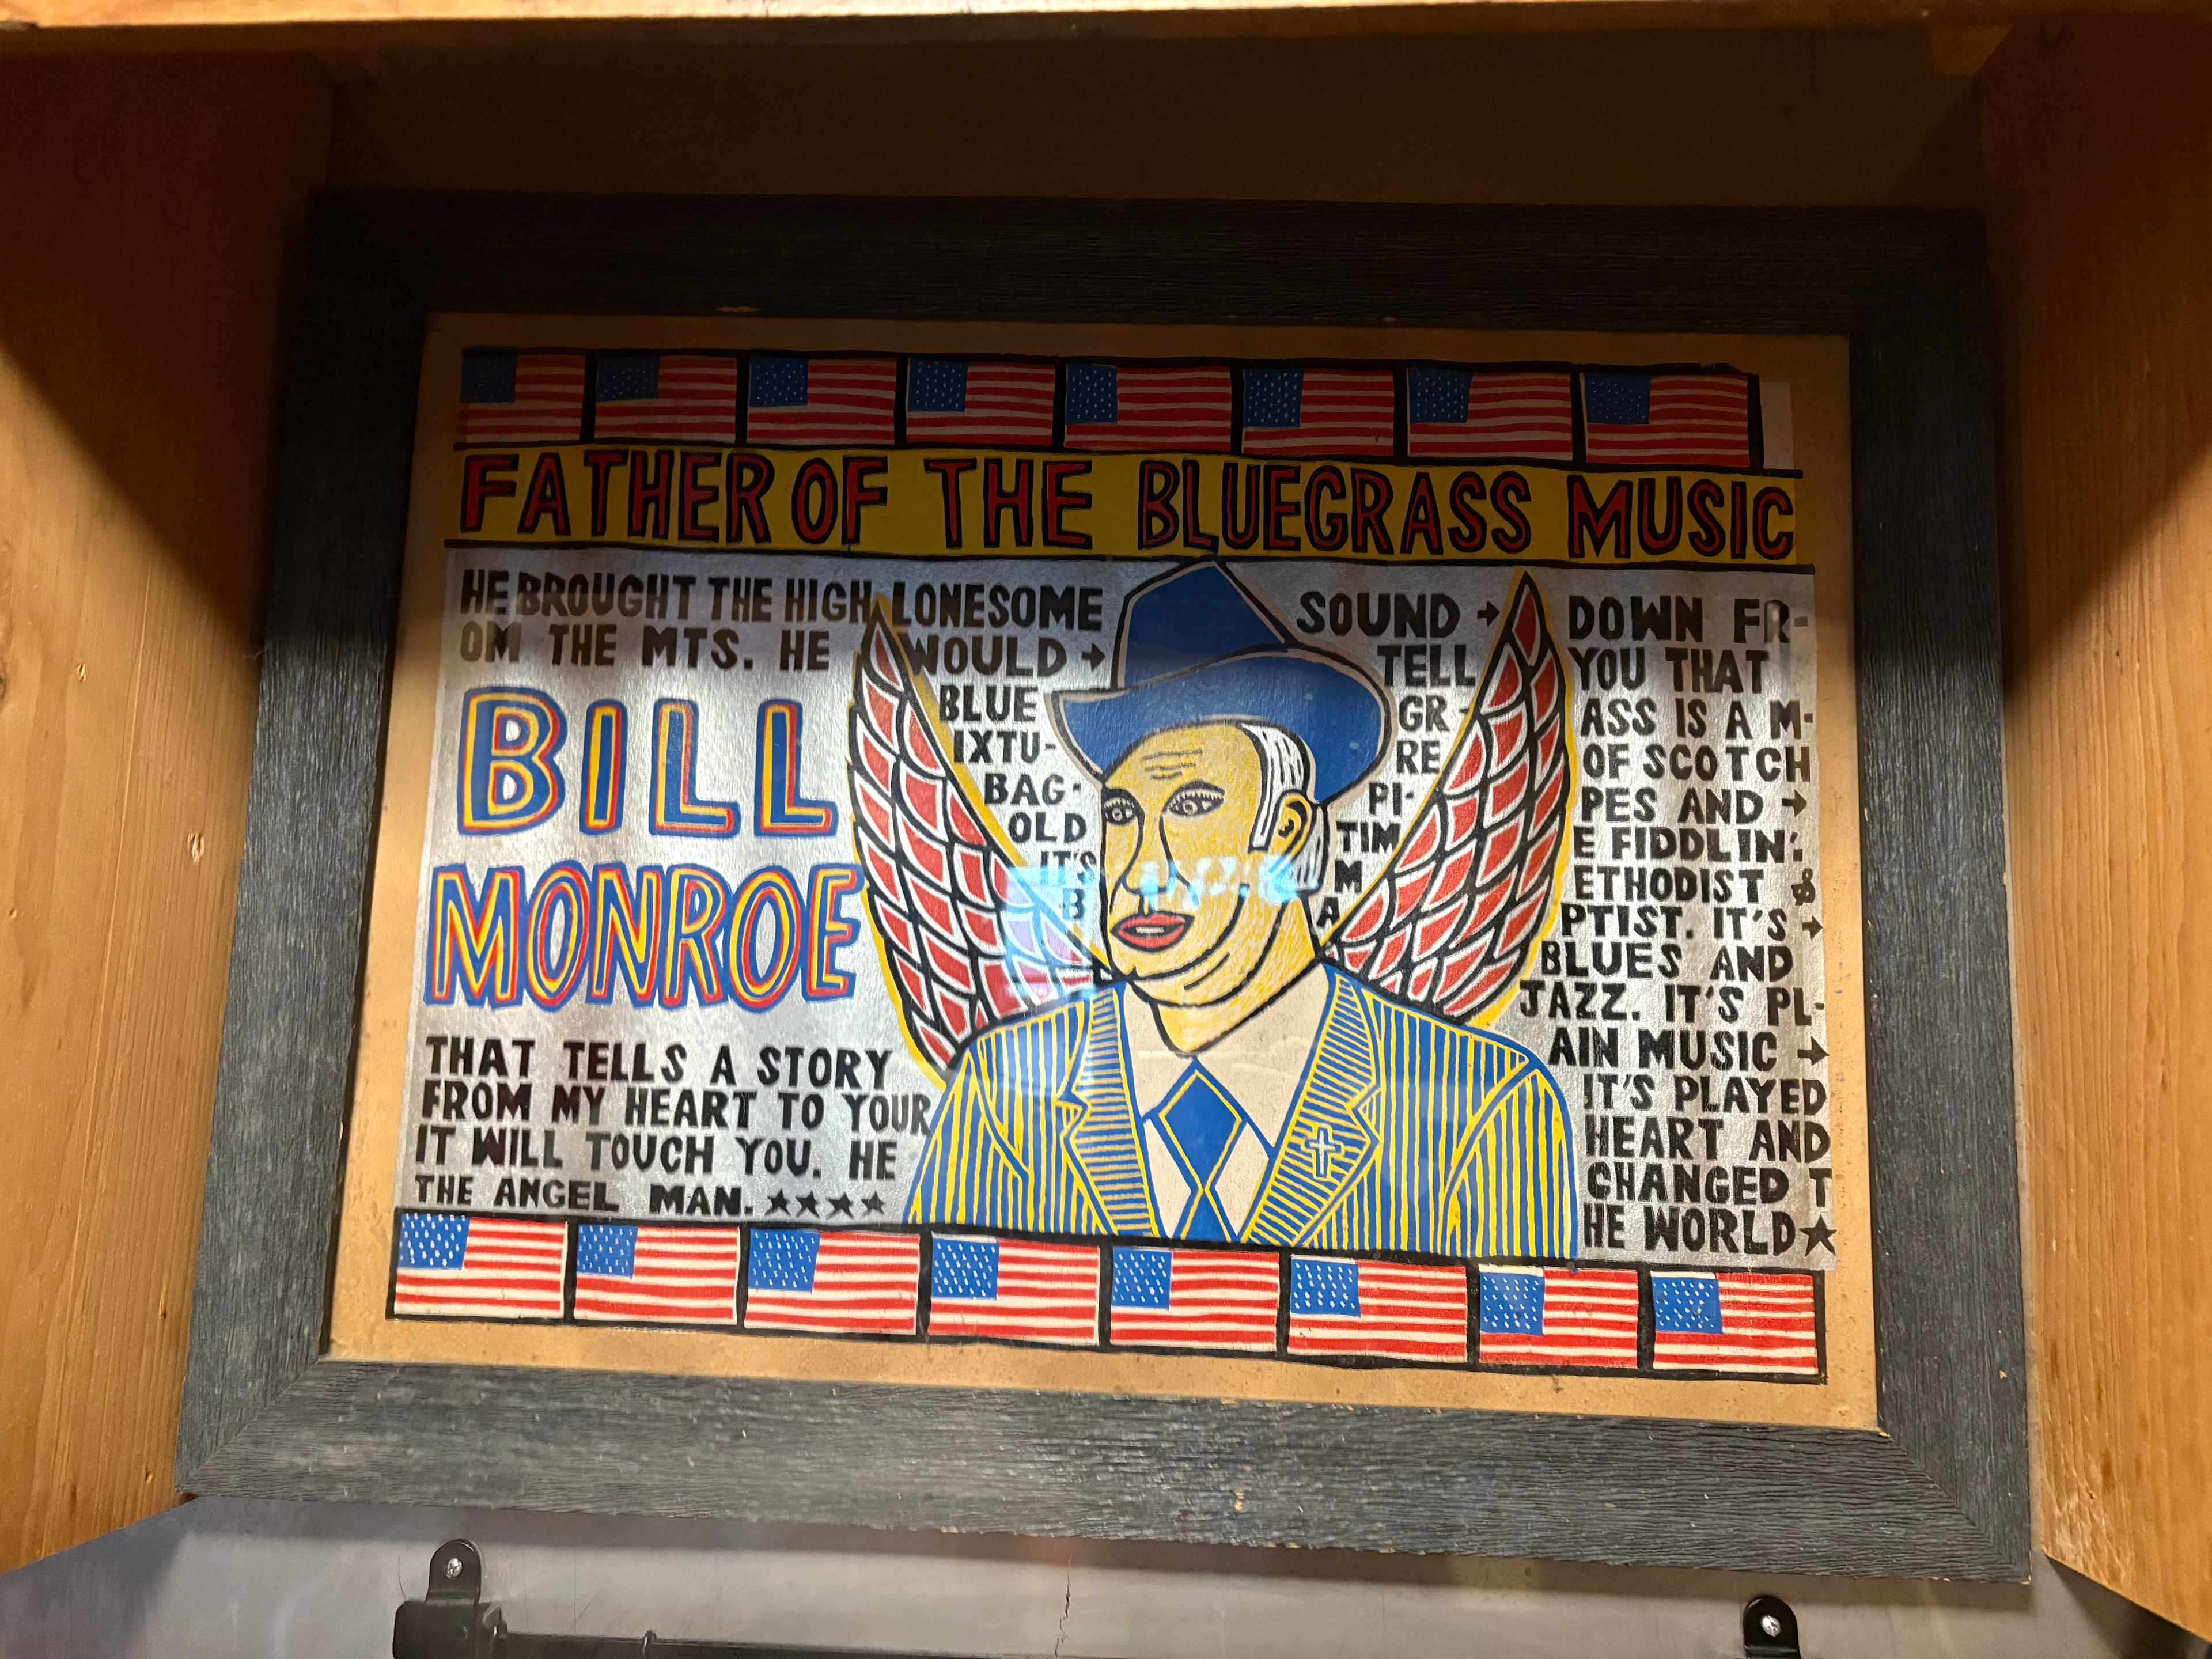 FATHER OF THE BLUEGRASS MUSIC
HE BROUGHT THE HIGH LONESOME SOUND → DOWN FR-
OM THE MTS. HE WOULD → TELL YOU THAT
BLUE GR- ASS IS A M-
IXTU- RE OF SCOTCH
BAG- PI- PES AND →
OLD TIM E FIDDLIN'.
IT'S M ETHODIST &
B A PTIST. IT'S →
BLUES AND
JAZZ. IT'S PL-
AIN MUSIC →
BILL
MONROE
THAT TELLS A STORY IT'S PLAYED
FROM MY HEART TO YOUR HEART AND
IT WILL TOUCH YOU. HE CHANGED T
HE WORLD★
THE ANGEL MAN. ★★★★